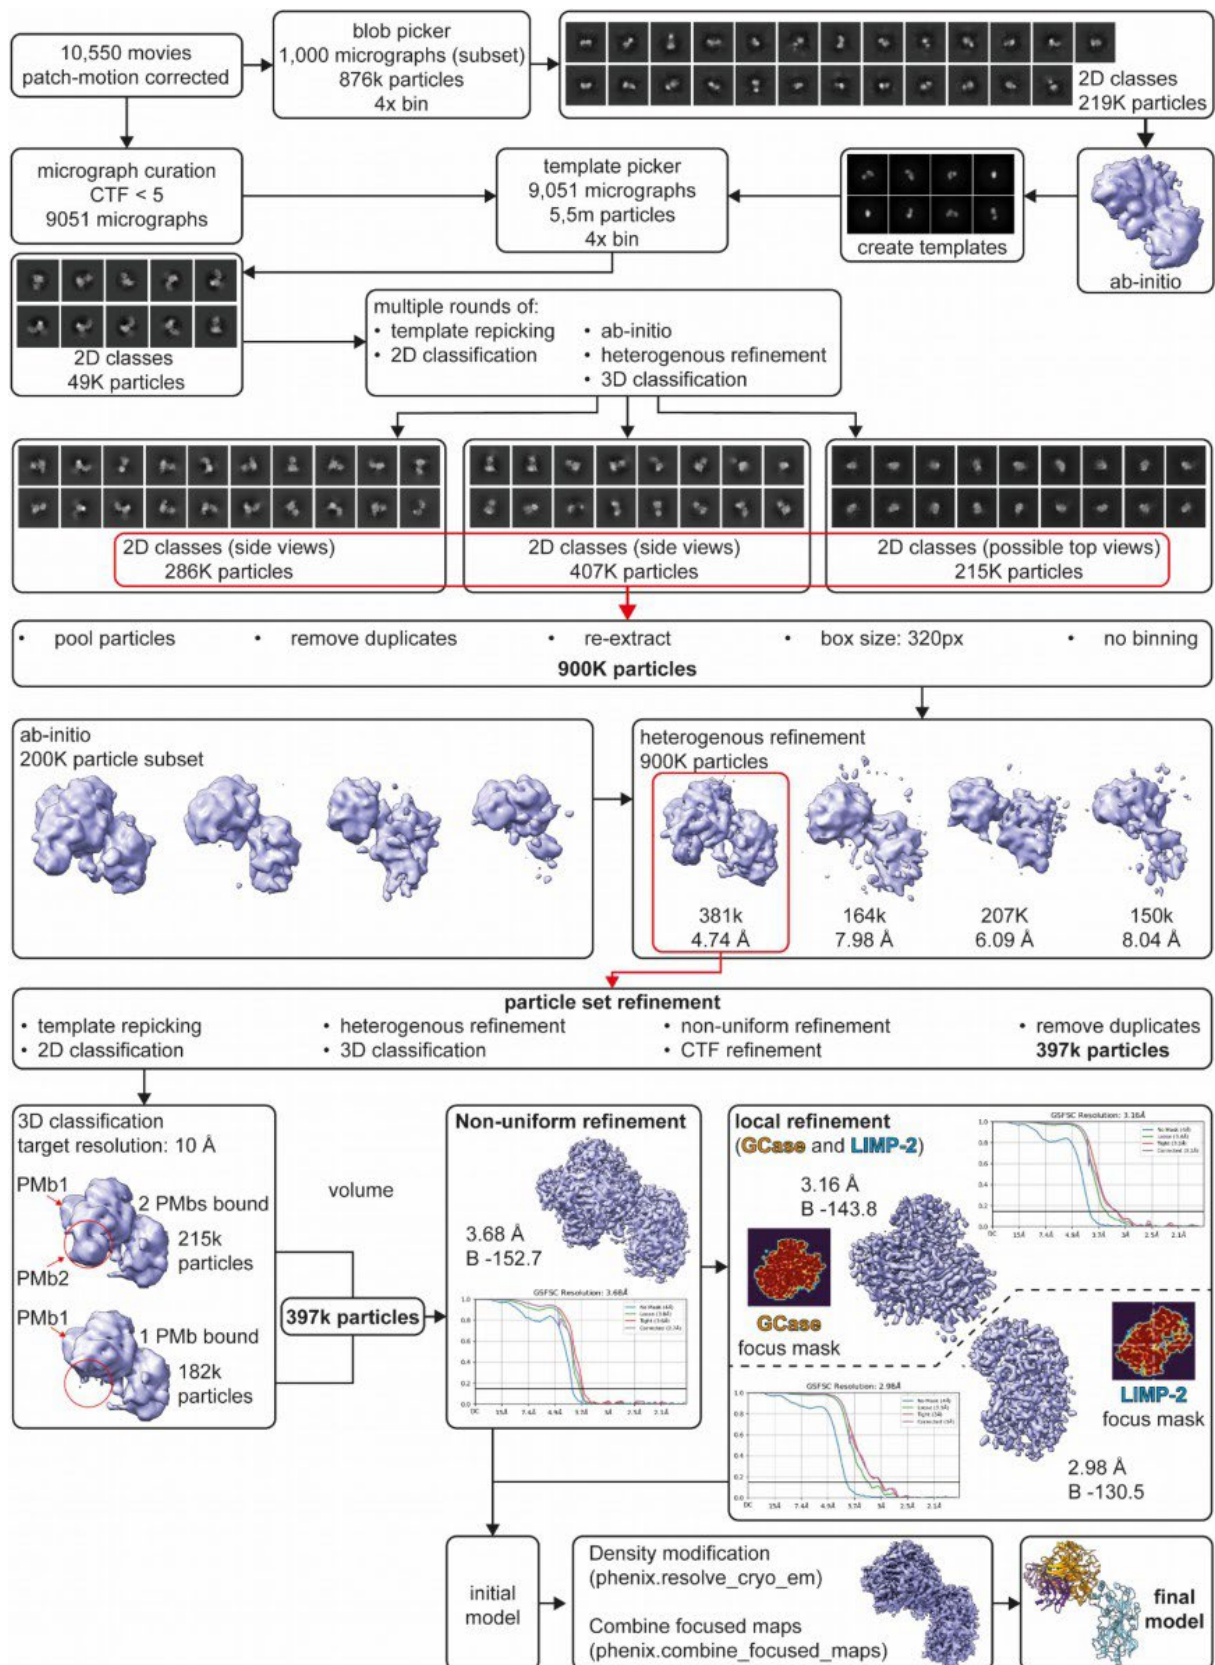 10,550 movies
patch-motion corrected
blob picker
1,000 micrographs (subset)
876k particles
4x bin
2D classes
219K particles
micrograph curation
CTF < 5
9051 micrographs
template picker
9,051 micrographs
5,5m particles
4x bin
create templates
ab-initio
2D classes
49K particles
multiple rounds of:
• template repicking
• 2D classification
• ab-initio
• heterogenous refinement
• 3D classification
2D classes (side views)
286K particles
2D classes (side views)
407K particles
2D classes (possible top views)
215K particles
• pool particles • remove duplicates • re-extract • box size: 320px • no binning
900K particles
ab-initio
200K particle subset
heterogenous refinement
900K particles
381k
4.74 Å
164k
7.98 Å
207K
6.09 Å
150k
8.04 Å
particle set refinement
• template repicking • heterogenous refinement • non-uniform refinement • remove duplicates
• 2D classification • 3D classification • CTF refinement 397k particles
3D classification
target resolution: 10 Å
PMb1
2 PMbs bound
215k
particles
PMb2
PMb1
1 PMb bound
182k
particles
volume
397k particles
Non-uniform refinement
3.68 Å
B -152.7
GSFSC Resolution: 3.68Å
local refinement
(GCase and LIMP-2)
3.16 Å
B -143.8
GSFSC Resolution: 3.16Å
GCase
focus mask
LIMP-2
focus mask
GSFSC Resolution: 2.98Å
2.98 Å
B -130.5
initial
model
Density modification
(phenix.resolve_cryo_em)
Combine focused maps
(phenix.combine_focused_maps)
final
model